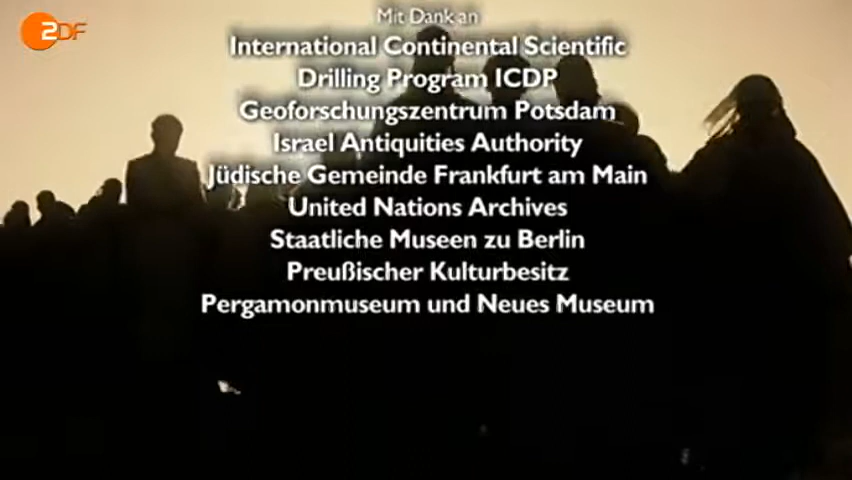 ZDF
Mit Dank an
International Continental Scientific
Drilling Program ICDP
Geoforschungszentrum Potsdam
Israel Antiquities Authority
Jüdische Gemeinde Frankfurt am Main
United Nations Archives
Staatliche Museen zu Berlin
Preußischer Kulturbesitz
Pergamonmuseum und Neues Museum